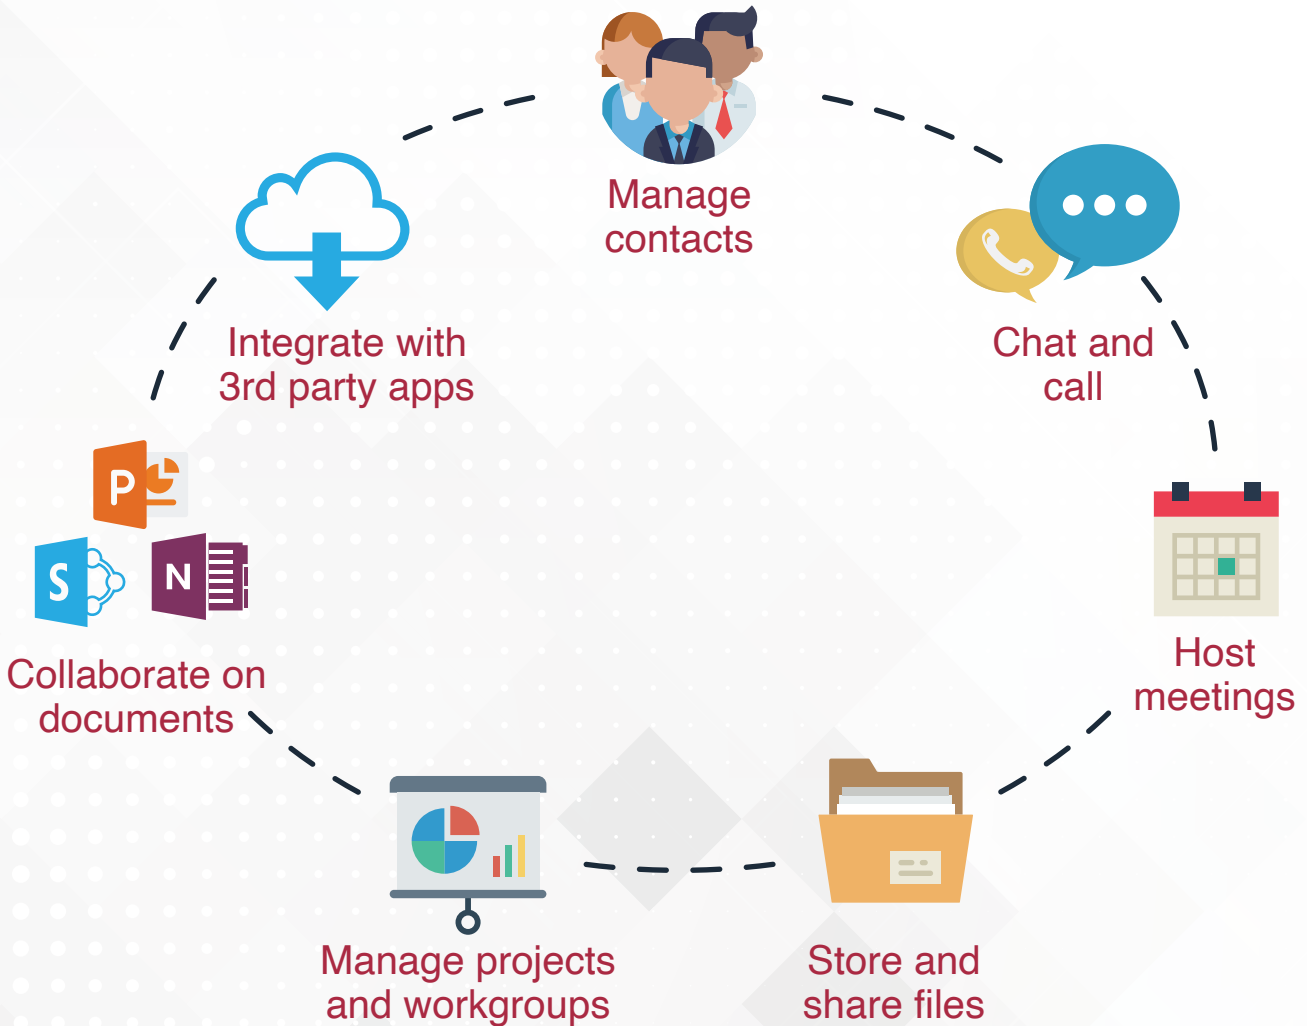 Manage
contacts
Chat and
call
Host
meetings
Store and
share files
Manage projects
and workgroups
P
S
N
Collaborate on
documents
Integrate with
3rd party apps